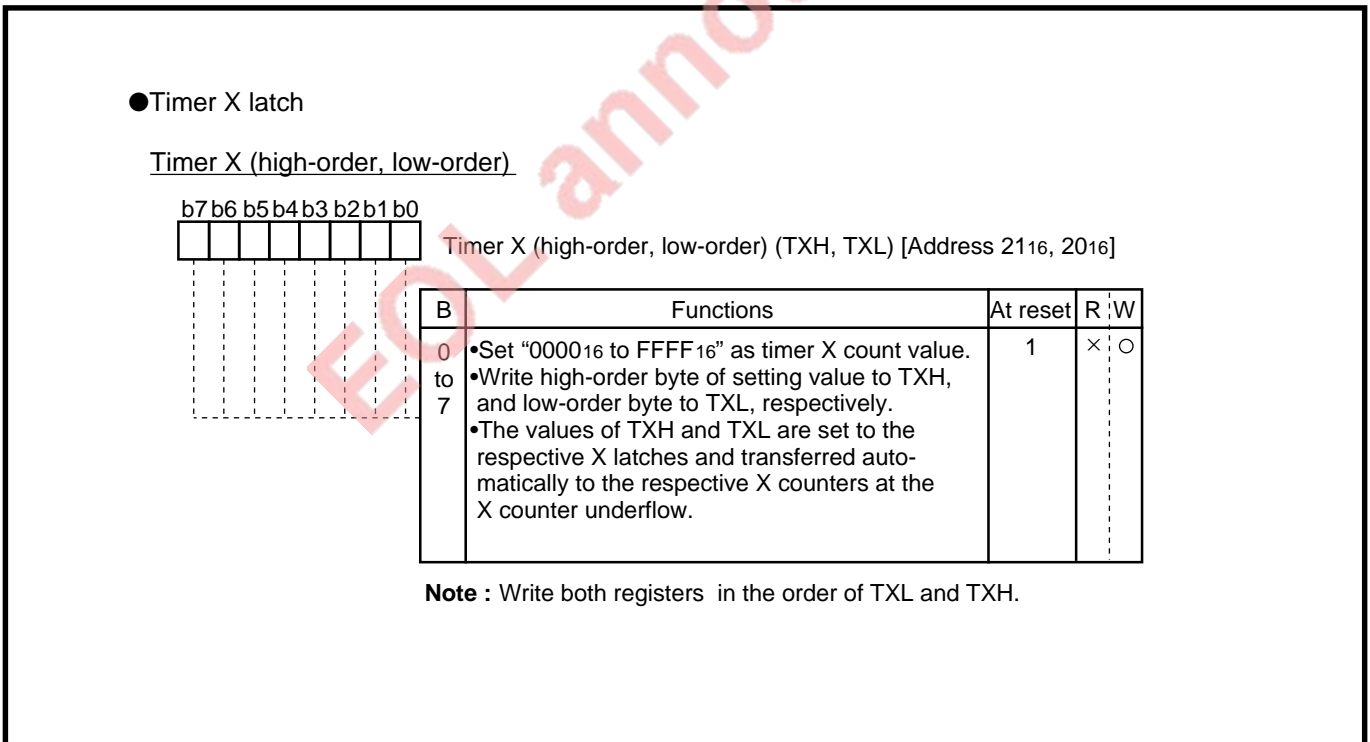 ●Timer X latch
Timer X (high-order, low-order)
b7 b6 b5 b4 b3 b2 b1 b0
Timer X (high-order, low-order) (TXH, TXL) [Address 2116, 2016]
B Functions At reset R W
0 to 7
•Set “000016 to FFFF16” as timer X count value.
•Write high-order byte of setting value to TXH,
and low-order byte to TXL, respectively.
•The values of TXH and TXL are set to the
respective X latches and transferred auto-
matically to the respective X counters at the
X counter underflow.
1 × ○
Note : Write both registers in the order of TXL and TXH.
EOL